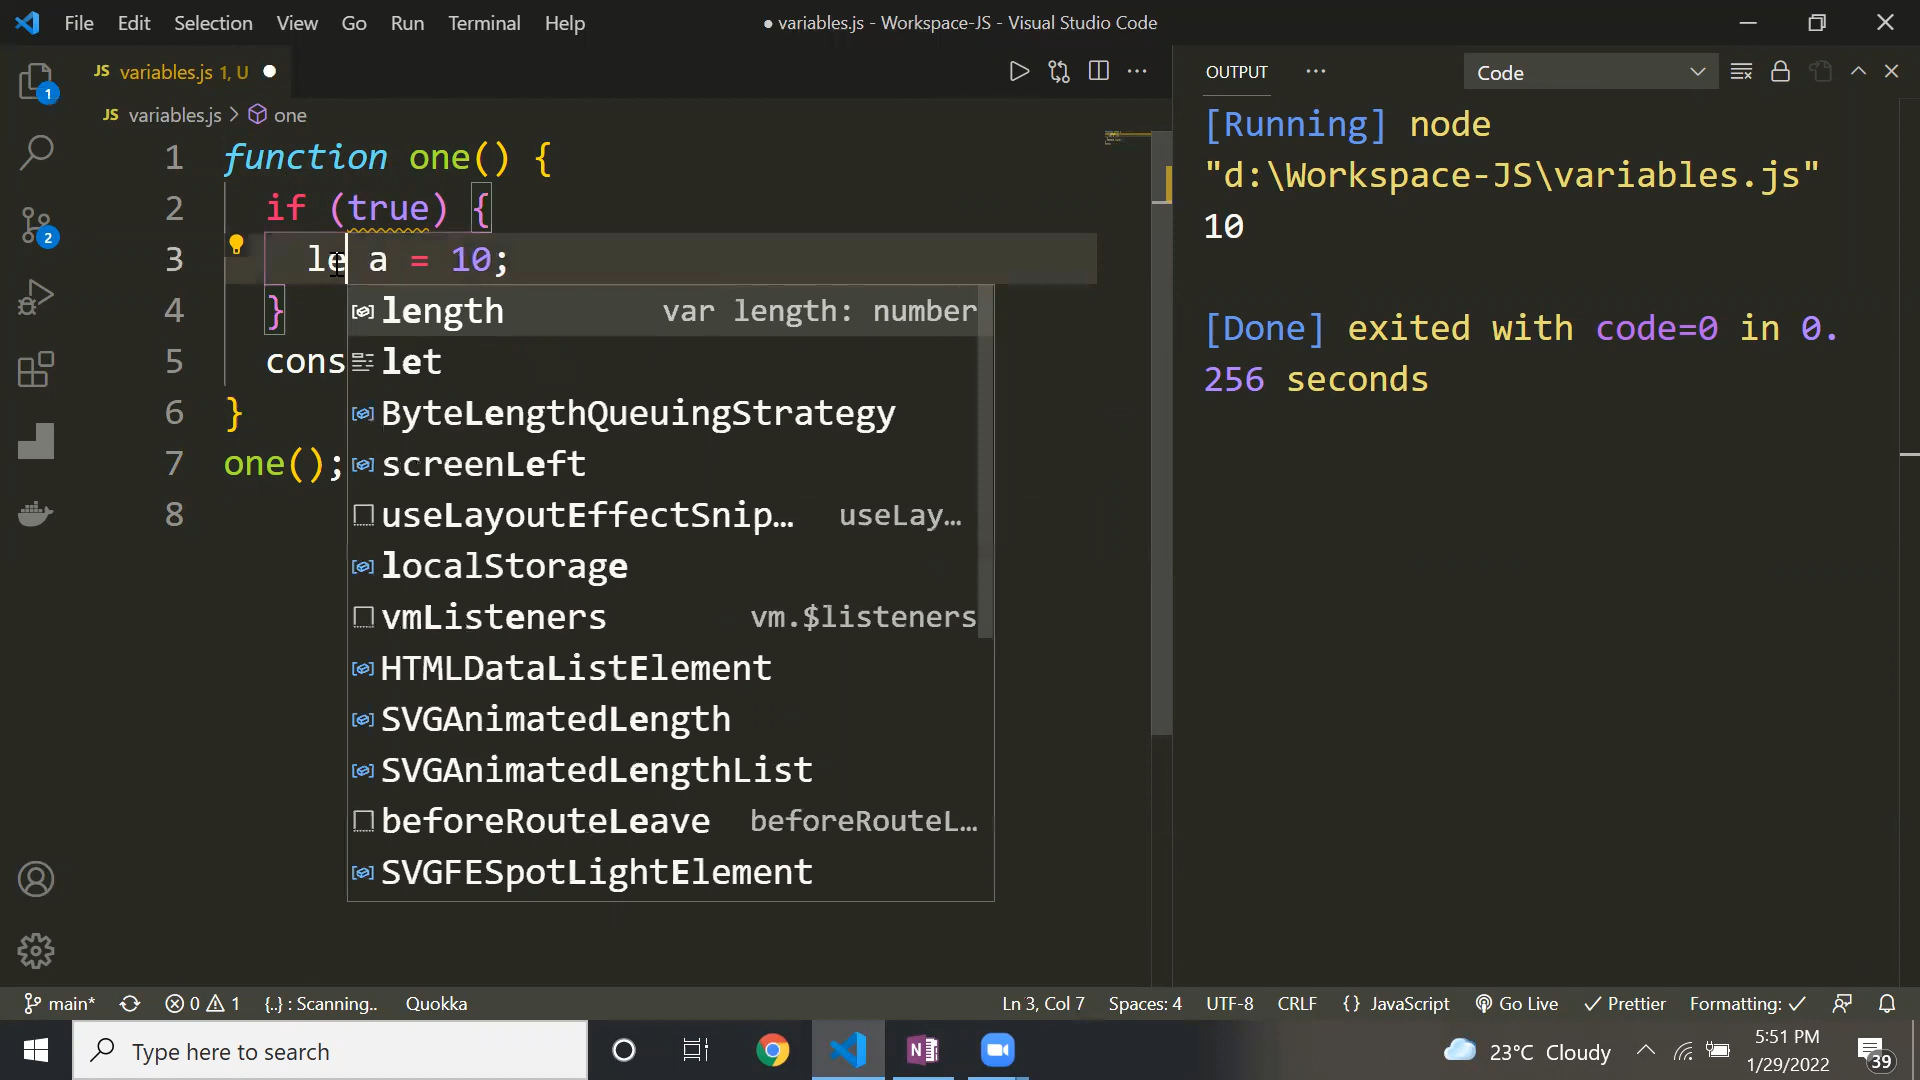 File Edit Selection View Go Run Terminal Help
● variables.js - Workspace-JS - Visual Studio Code
JS variables.js 1, U ●
OUTPUT
Code
JS variables.js > one
1 function one() {
2 if (true) {
3 le a = 10;
4 }
5 cons
6 }
7 one();
8
length var length: number
let
ByteLengthQueuingStrategy
screenLeft
useLayoutEffectSnip… useLay…
localStorage
vmListeners vm.$listeners
HTMLDataListElement
SVGAnimatedLength
SVGAnimatedLengthList
beforeRouteLeave beforeRouteL…
SVGFESpotLightElement
[Running] node
"d:\Workspace-JS\variables.js"
10
[Done] exited with code=0 in 0.
256 seconds
1
2
main* 0 1 {..} : Scanning.. Quokka
Ln 3, Col 7 Spaces: 4 UTF-8 CRLF {} JavaScript Go Live ✓ Prettier Formatting: ✓
Type here to search
N
23°C Cloudy
5:51 PM
1/29/2022
39